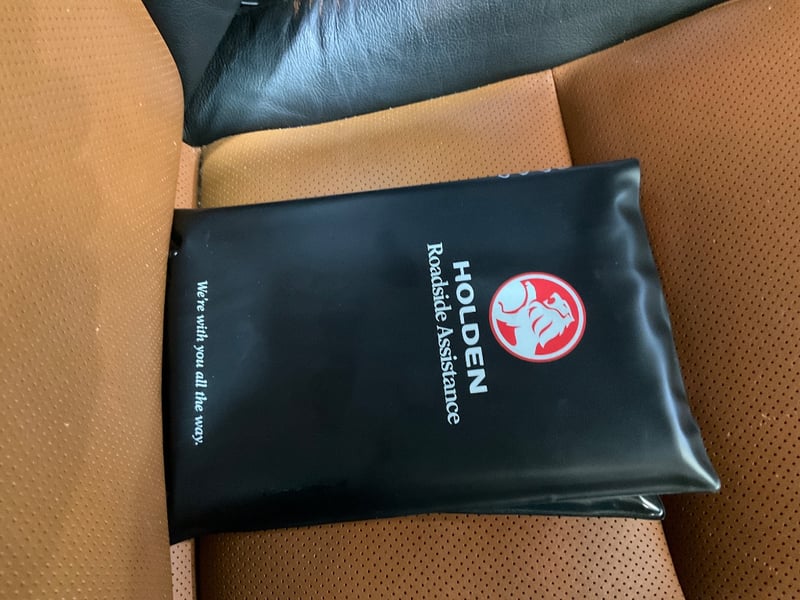 HOLDEN
Roadside Assistance
We're with you all the way.